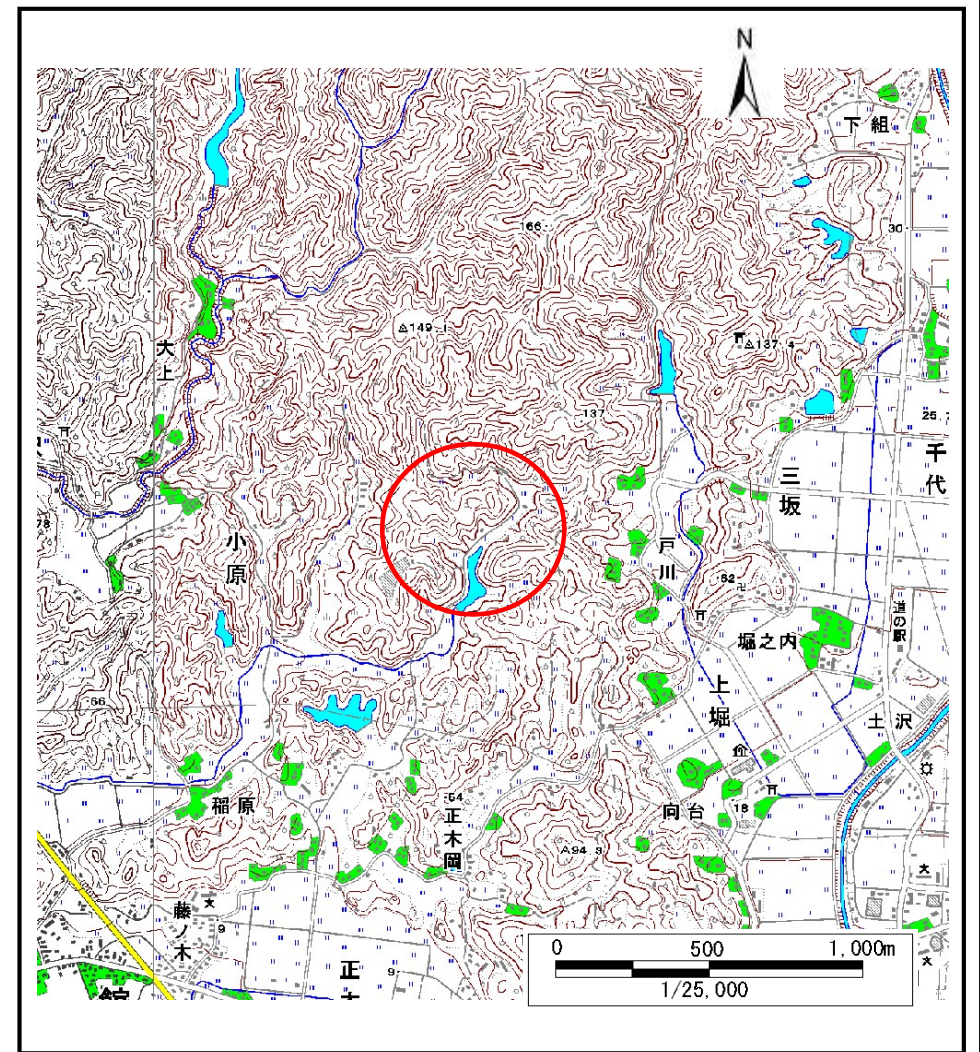 N
下組
30
166
149.1
大上
137.4
137
25.7
千代
三坂
78
小原
戸川
62
道の駅
堀之内
66
上堀
土沢
稲原
64
正木岡
向台
18
94.3
藤ノ木
9
正
9
0 500 1,000m
1/25,000